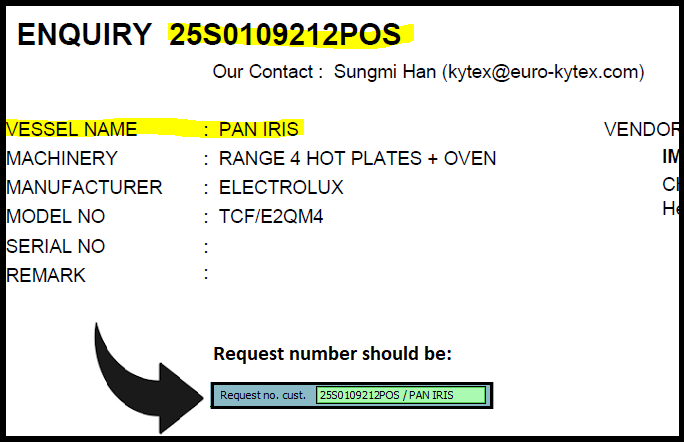 ENQUIRY 25S0109212POS
Our Contact : Sungmi Han (kytex@euro-kytex.com)
VESSEL NAME : PAN IRIS
VENDOR
MACHINERY : RANGE 4 HOT PLATES + OVEN
IM
MANUFACTURER : ELECTROLUX
Ch
MODEL NO : TCF/E2QM4
He
SERIAL NO :
REMARK :
Request number should be:
Request no. cust. 25S0109212POS / PAN IRIS